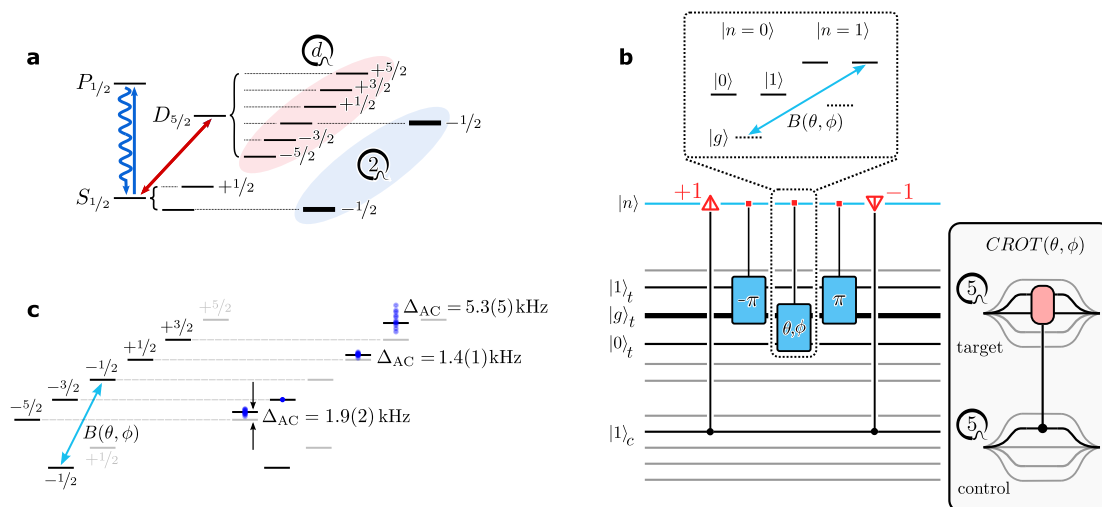 a
d
P1/2
D5/2
S1/2
+5/2
+3/2
+1/2
−3/2
−5/2
−1/2
2
+1/2
−1/2
b
|n = 0⟩
|n = 1⟩
|0⟩
|1⟩
|g⟩
B(θ, ϕ)
|n⟩
+1
−1
|1⟩t
|g⟩t
|0⟩t
-π
θ,ϕ
π
|1⟩c
CROT(θ, ϕ)
5
target
5
control
c
+5/2
+3/2
+1/2
−1/2
−3/2
−5/2
B(θ, ϕ)
+1/2
−1/2
ΔAC = 5.3(5) kHz
ΔAC = 1.4(1) kHz
ΔAC = 1.9(2) kHz